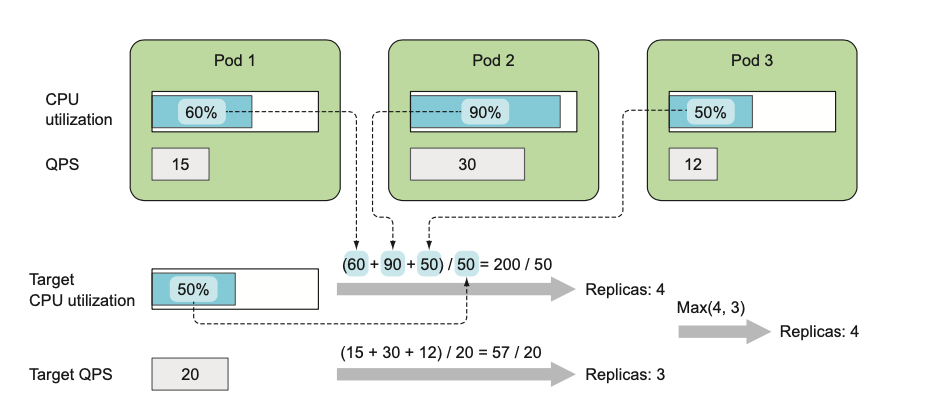 Pod 1
Pod 2
Pod 3
CPU
utilization
60%
90%
50%
QPS
15
30
12
(60 + 90 + 50) / 50 = 200 / 50
Target
CPU utilization
50%
Replicas: 4
Max(4, 3)
Replicas: 4
(15 + 30 + 12) / 20 = 57 / 20
Target QPS
20
Replicas: 3